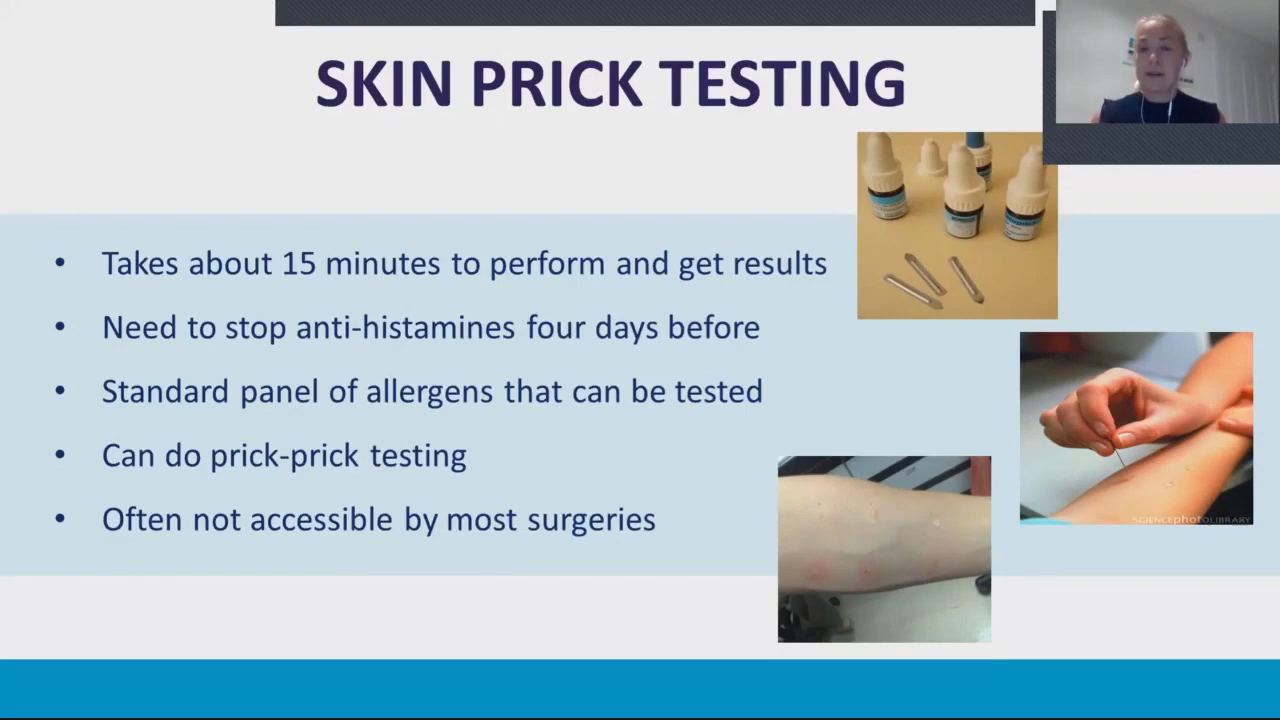 SKIN PRICK TESTING
• Takes about 15 minutes to perform and get results
• Need to stop anti-histamines four days before
• Standard panel of allergens that can be tested
• Can do prick-prick testing
• Often not accessible by most surgeries
SCIENCEphotOLIBRARY